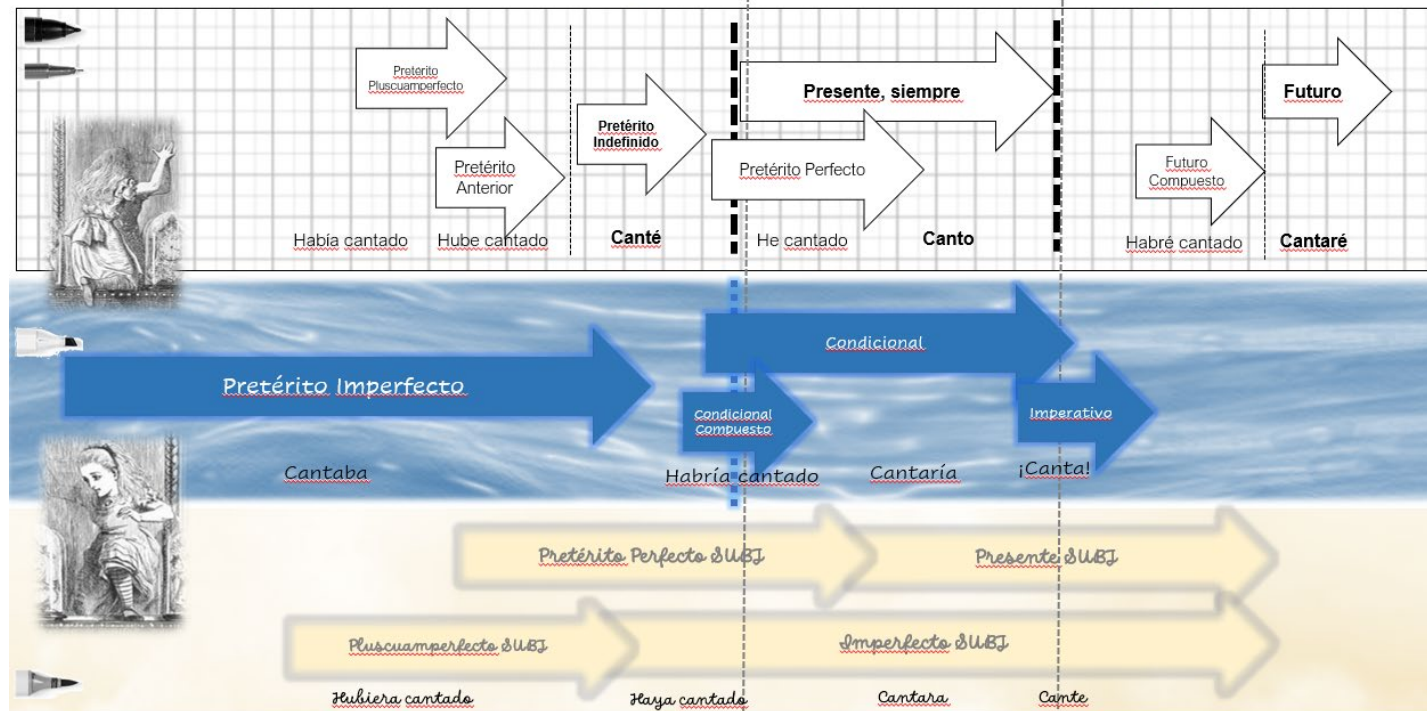 Pretérito
Pluscuamperfecto
Presente, siempre
Futuro
Pretérito
Indefinido
Pretérito
Anterior
Pretérito Perfecto
Futuro
Compuesto
Había cantado
Hube cantado
Canté
He cantado
Canto
Habré cantado
Cantaré
Condicional
Pretérito Imperfecto
Condicional
Compuesto
Imperativo
Cantaba
Habría cantado
Cantaría
¡Canta!
Pretérito Perfecto SUBJ
Presente SUBJ
Pluscuamperfecto SUBJ
Imperfecto SUBJ
Hubiera cantado
Haya cantado
Cantara
Cante